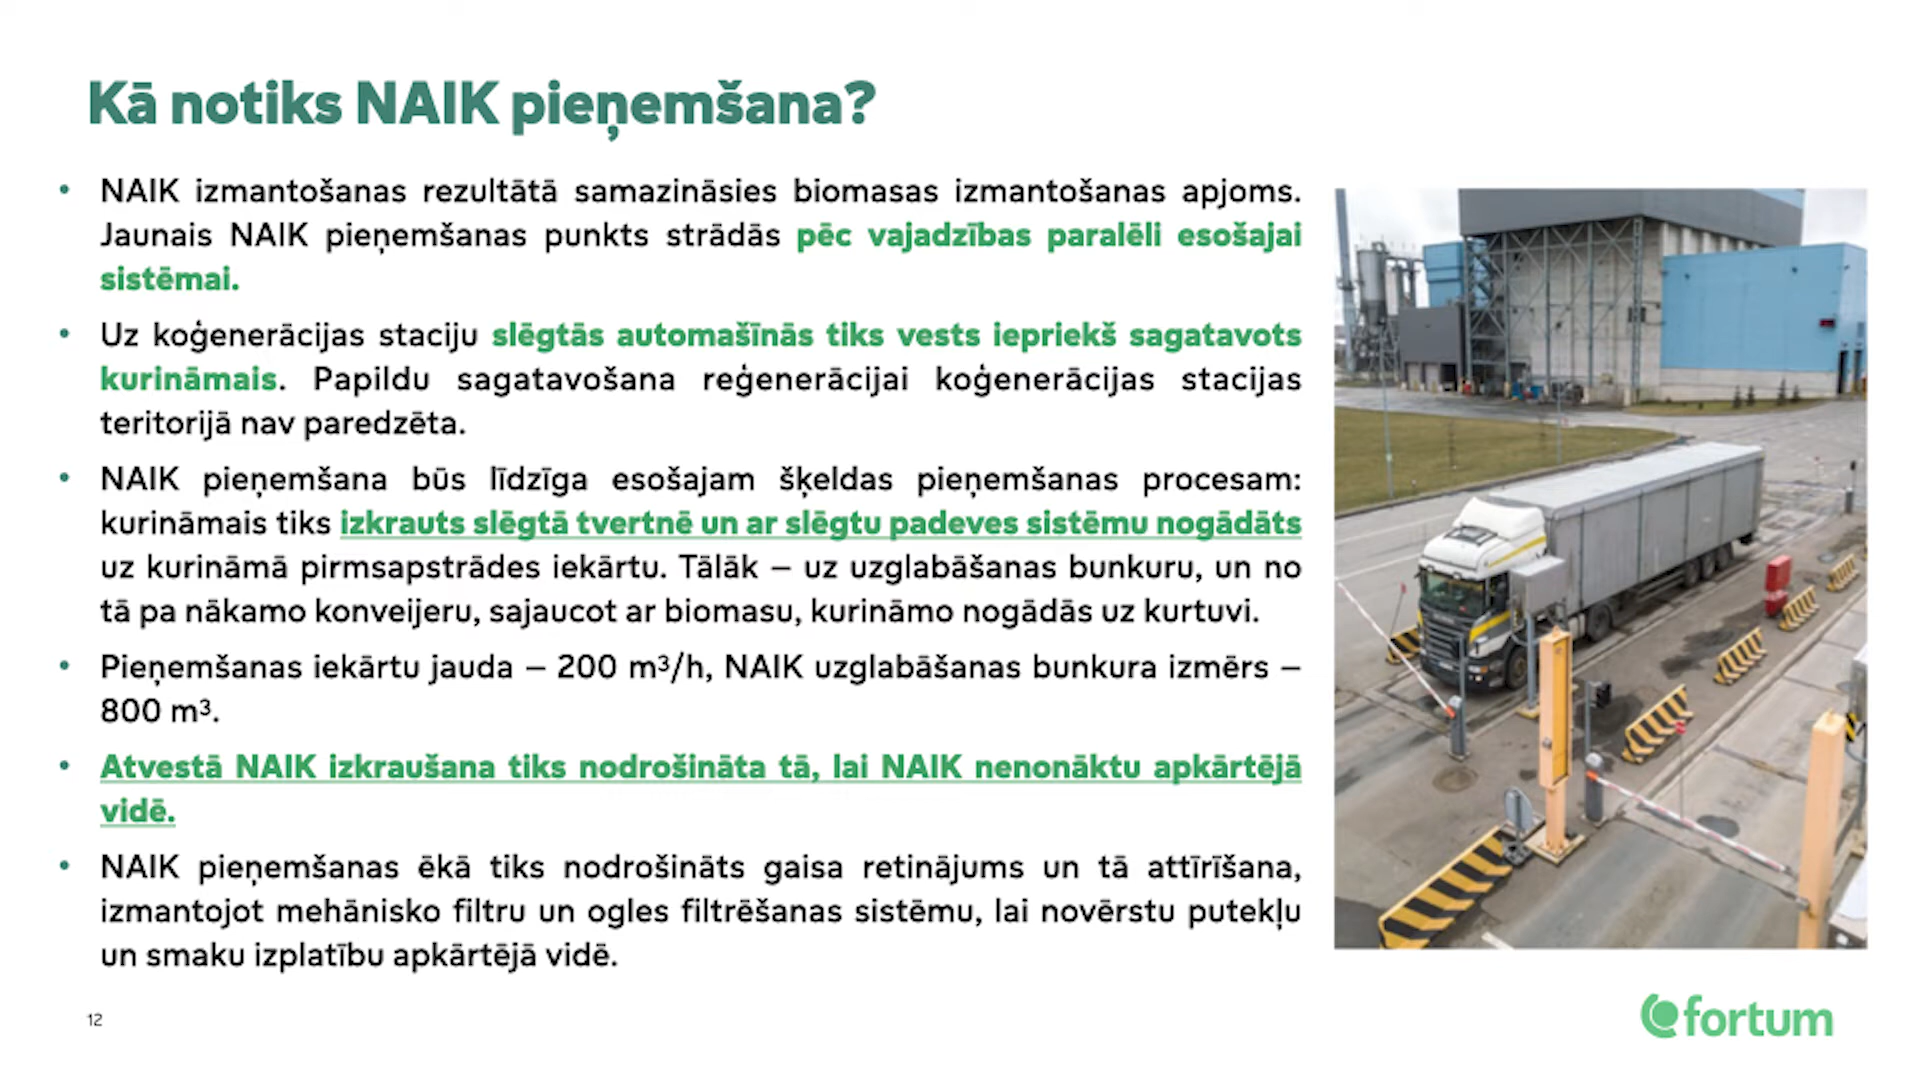 Kā notiks NAIK pieņemšana?
• NAIK izmantošanas rezultātā samazināsies biomasas izmantošanas apjoms.
Jaunais NAIK pieņemšanas punkts strādās pēc vajadzības paralēli esošajai
sistēmai.
• Uz koģenerācijas staciju slēgtās automašīnās tiks vests iepriekš sagatavots
kurināmais. Papildu sagatavošana reģenerācijai koģenerācijas stacijas
teritorijā nav paredzēta.
• NAIK pieņemšana būs līdzīga esošajam šķeldas pieņemšanas procesam:
kurināmais tiks izkrauts slēgtā tvertnē un ar slēgtu padeves sistēmu nogādāts
uz kurināmā pirmsapstrādes iekārtu. Tālāk – uz uzglabāšanas bunkuru, un no
tā pa nākamo konveijeru, sajaucot ar biomasu, kurināmo nogādās uz kurtuvi.
• Pieņemšanas iekārtu jauda – 200 m³/h, NAIK uzglabāšanas bunkura izmērs –
800 m³.
• Atvestā NAIK izkraušana tiks nodrošināta tā, lai NAIK nenonāktu apkārtējā
vidē.
• NAIK pieņemšanas ēkā tiks nodrošināts gaisa retinājums un tā attīrīšana,
izmantojot mehānisko filtru un ogles filtrēšanas sistēmu, lai novērstu putekļu
un smaku izplatību apkārtējā vidē.
12
fortum